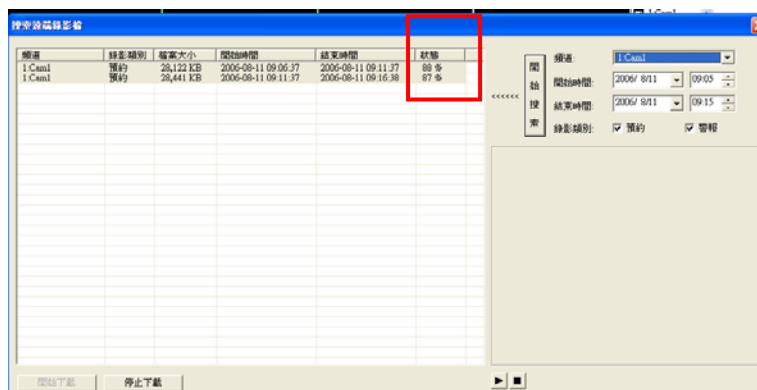 1:Cam1
搜索遠端錄影檔
頻道 錄影類別 檔案大小 開始時間 結束時間 狀態
1:Cam1 預約 28,122 KB 2006-08-11 09:06:37 2006-08-11 09:11:37 88 %
1:Cam1 預約 28,441 KB 2006-08-11 09:11:37 2006-08-11 09:16:38 87 %
<<<<<<
開始搜索
頻道: 1:Cam1
開始時間: 2006/ 8/11 09:05
結束時間: 2006/ 8/11 09:15
錄影類別: 預約 警報
開始下載 停止下載